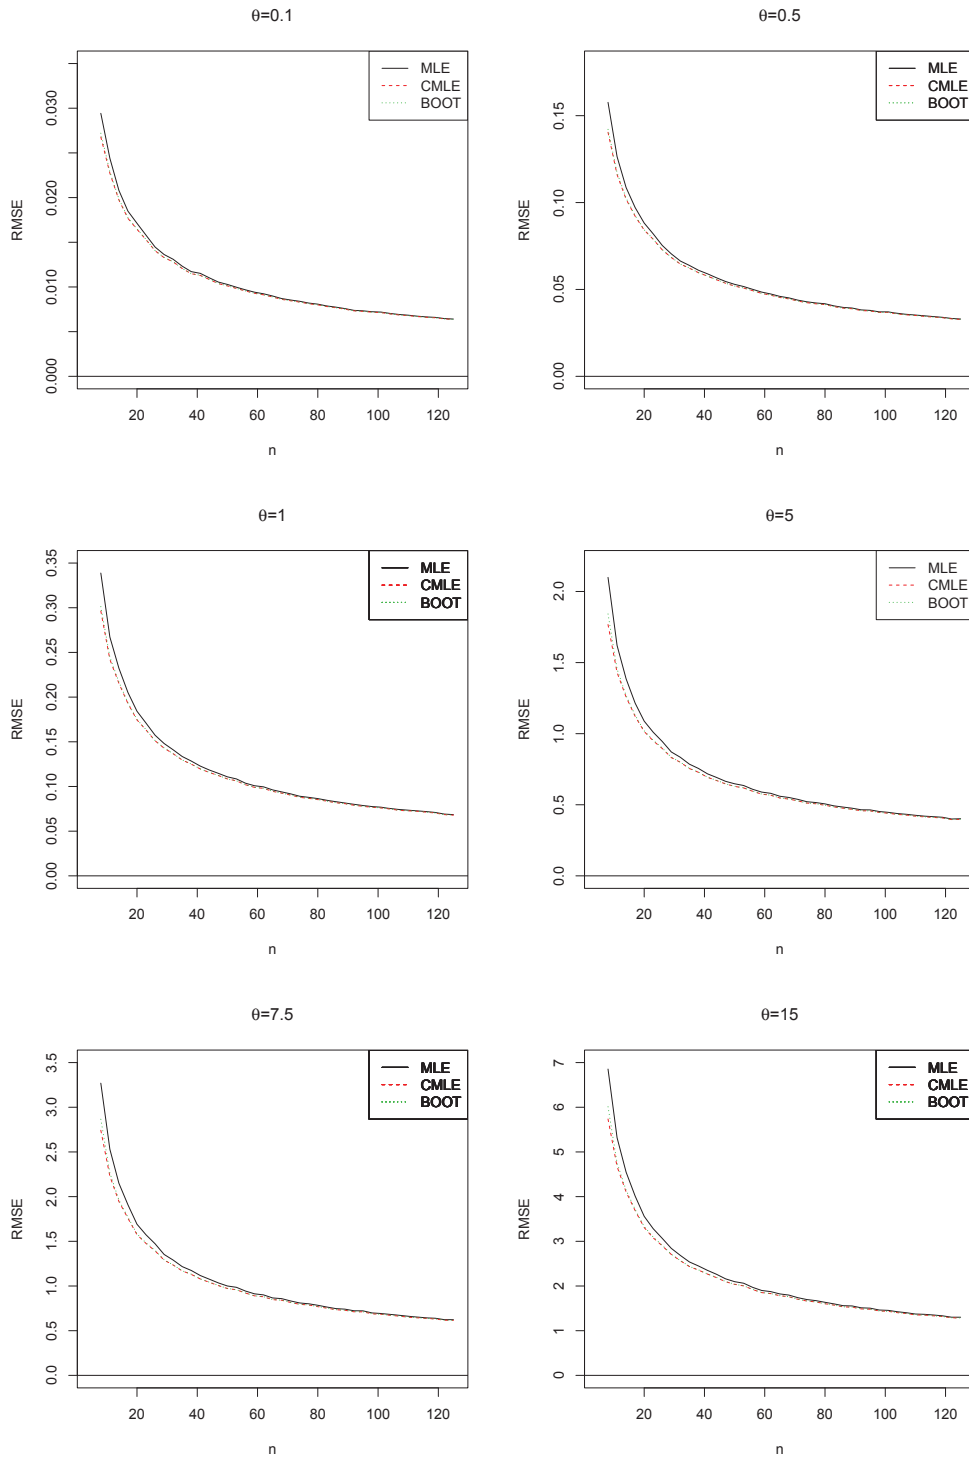 θ=0.1
MLE
CMLE
BOOT
RMSE
0.000
0.010
0.020
0.030
20 40 60 80 100 120
n
θ=0.5
MLE
CMLE
BOOT
RMSE
0.00
0.05
0.10
0.15
20 40 60 80 100 120
n
θ=1
MLE
CMLE
BOOT
RMSE
0.00
0.05
0.10
0.15
0.20
0.25
0.30
0.35
20 40 60 80 100 120
n
θ=5
MLE
CMLE
BOOT
RMSE
0.0
0.5
1.0
1.5
2.0
20 40 60 80 100 120
n
θ=7.5
MLE
CMLE
BOOT
RMSE
0.0
0.5
1.0
1.5
2.0
2.5
3.0
3.5
20 40 60 80 100 120
n
θ=15
MLE
CMLE
BOOT
RMSE
0
1
2
3
4
5
6
7
20 40 60 80 100 120
n